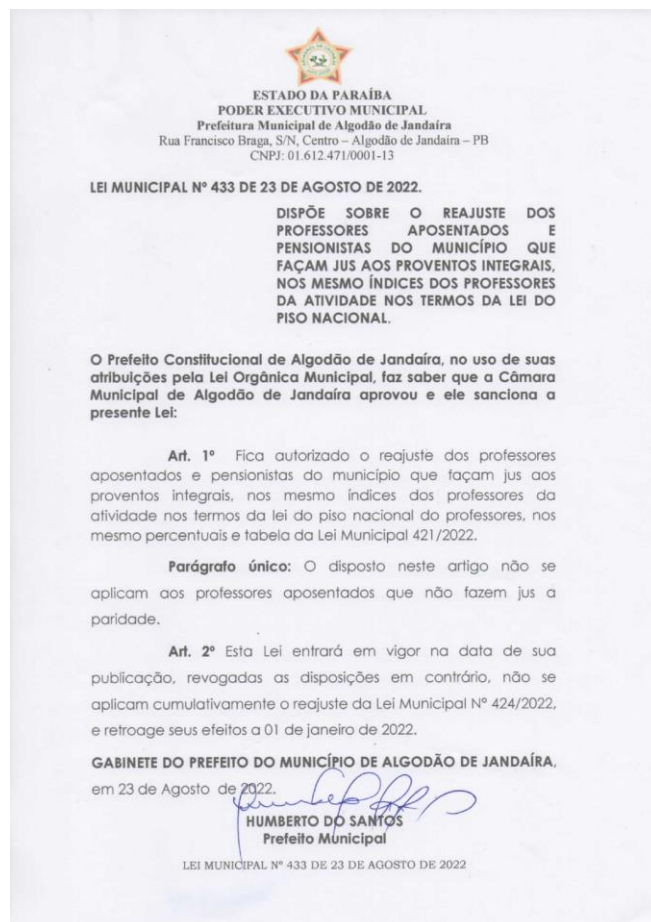 ESTADO DA PARAÍBA
PODER EXECUTIVO MUNICIPAL
Prefeitura Municipal de Algodão de Jandaíra
Rua Francisco Braga, S/N, Centro – Algodão de Jandaíra – PB
CNPJ: 01.612.471/0001-13
LEI MUNICIPAL Nº 433 DE 23 DE AGOSTO DE 2022.
DISPÕE SOBRE O REAJUSTE DOS
PROFESSORES APOSENTADOS E
PENSIONISTAS DO MUNICÍPIO QUE
FAÇAM JUS AOS PROVENTOS INTEGRAIS,
NOS MESMO ÍNDICES DOS PROFESSORES
DA ATIVIDADE NOS TERMOS DA LEI DO
PISO NACIONAL.
O Prefeito Constitucional de Algodão de Jandaíra, no uso de suas
atribuições pela Lei Orgânica Municipal, faz saber que a Câmara
Municipal de Algodão de Jandaíra aprovou e ele sanciona a
presente Lei:
Art. 1º Fica autorizado o reajuste dos professores
aposentados e pensionistas do município que façam jus aos
proventos integrais, nos mesmo índices dos professores da
atividade nos termos da lei do piso nacional do professores, nos
mesmo percentuais e tabela da Lei Municipal 421/2022.
Parágrafo único: O disposto neste artigo não se
aplicam aos professores aposentados que não fazem jus a
paridade.
Art. 2º Esta Lei entrará em vigor na data de sua
publicação, revogadas as disposições em contrário, não se
aplicam cumulativamente o reajuste da Lei Municipal Nº 424/2022,
e retroage seus efeitos a 01 de janeiro de 2022.
GABINETE DO PREFEITO DO MUNICÍPIO DE ALGODÃO DE JANDAÍRA,
em 23 de Agosto de 2022.
HUMBERTO DO SANTOS
Prefeito Municipal
LEI MUNICIPAL Nº 433 DE 23 DE AGOSTO DE 2022